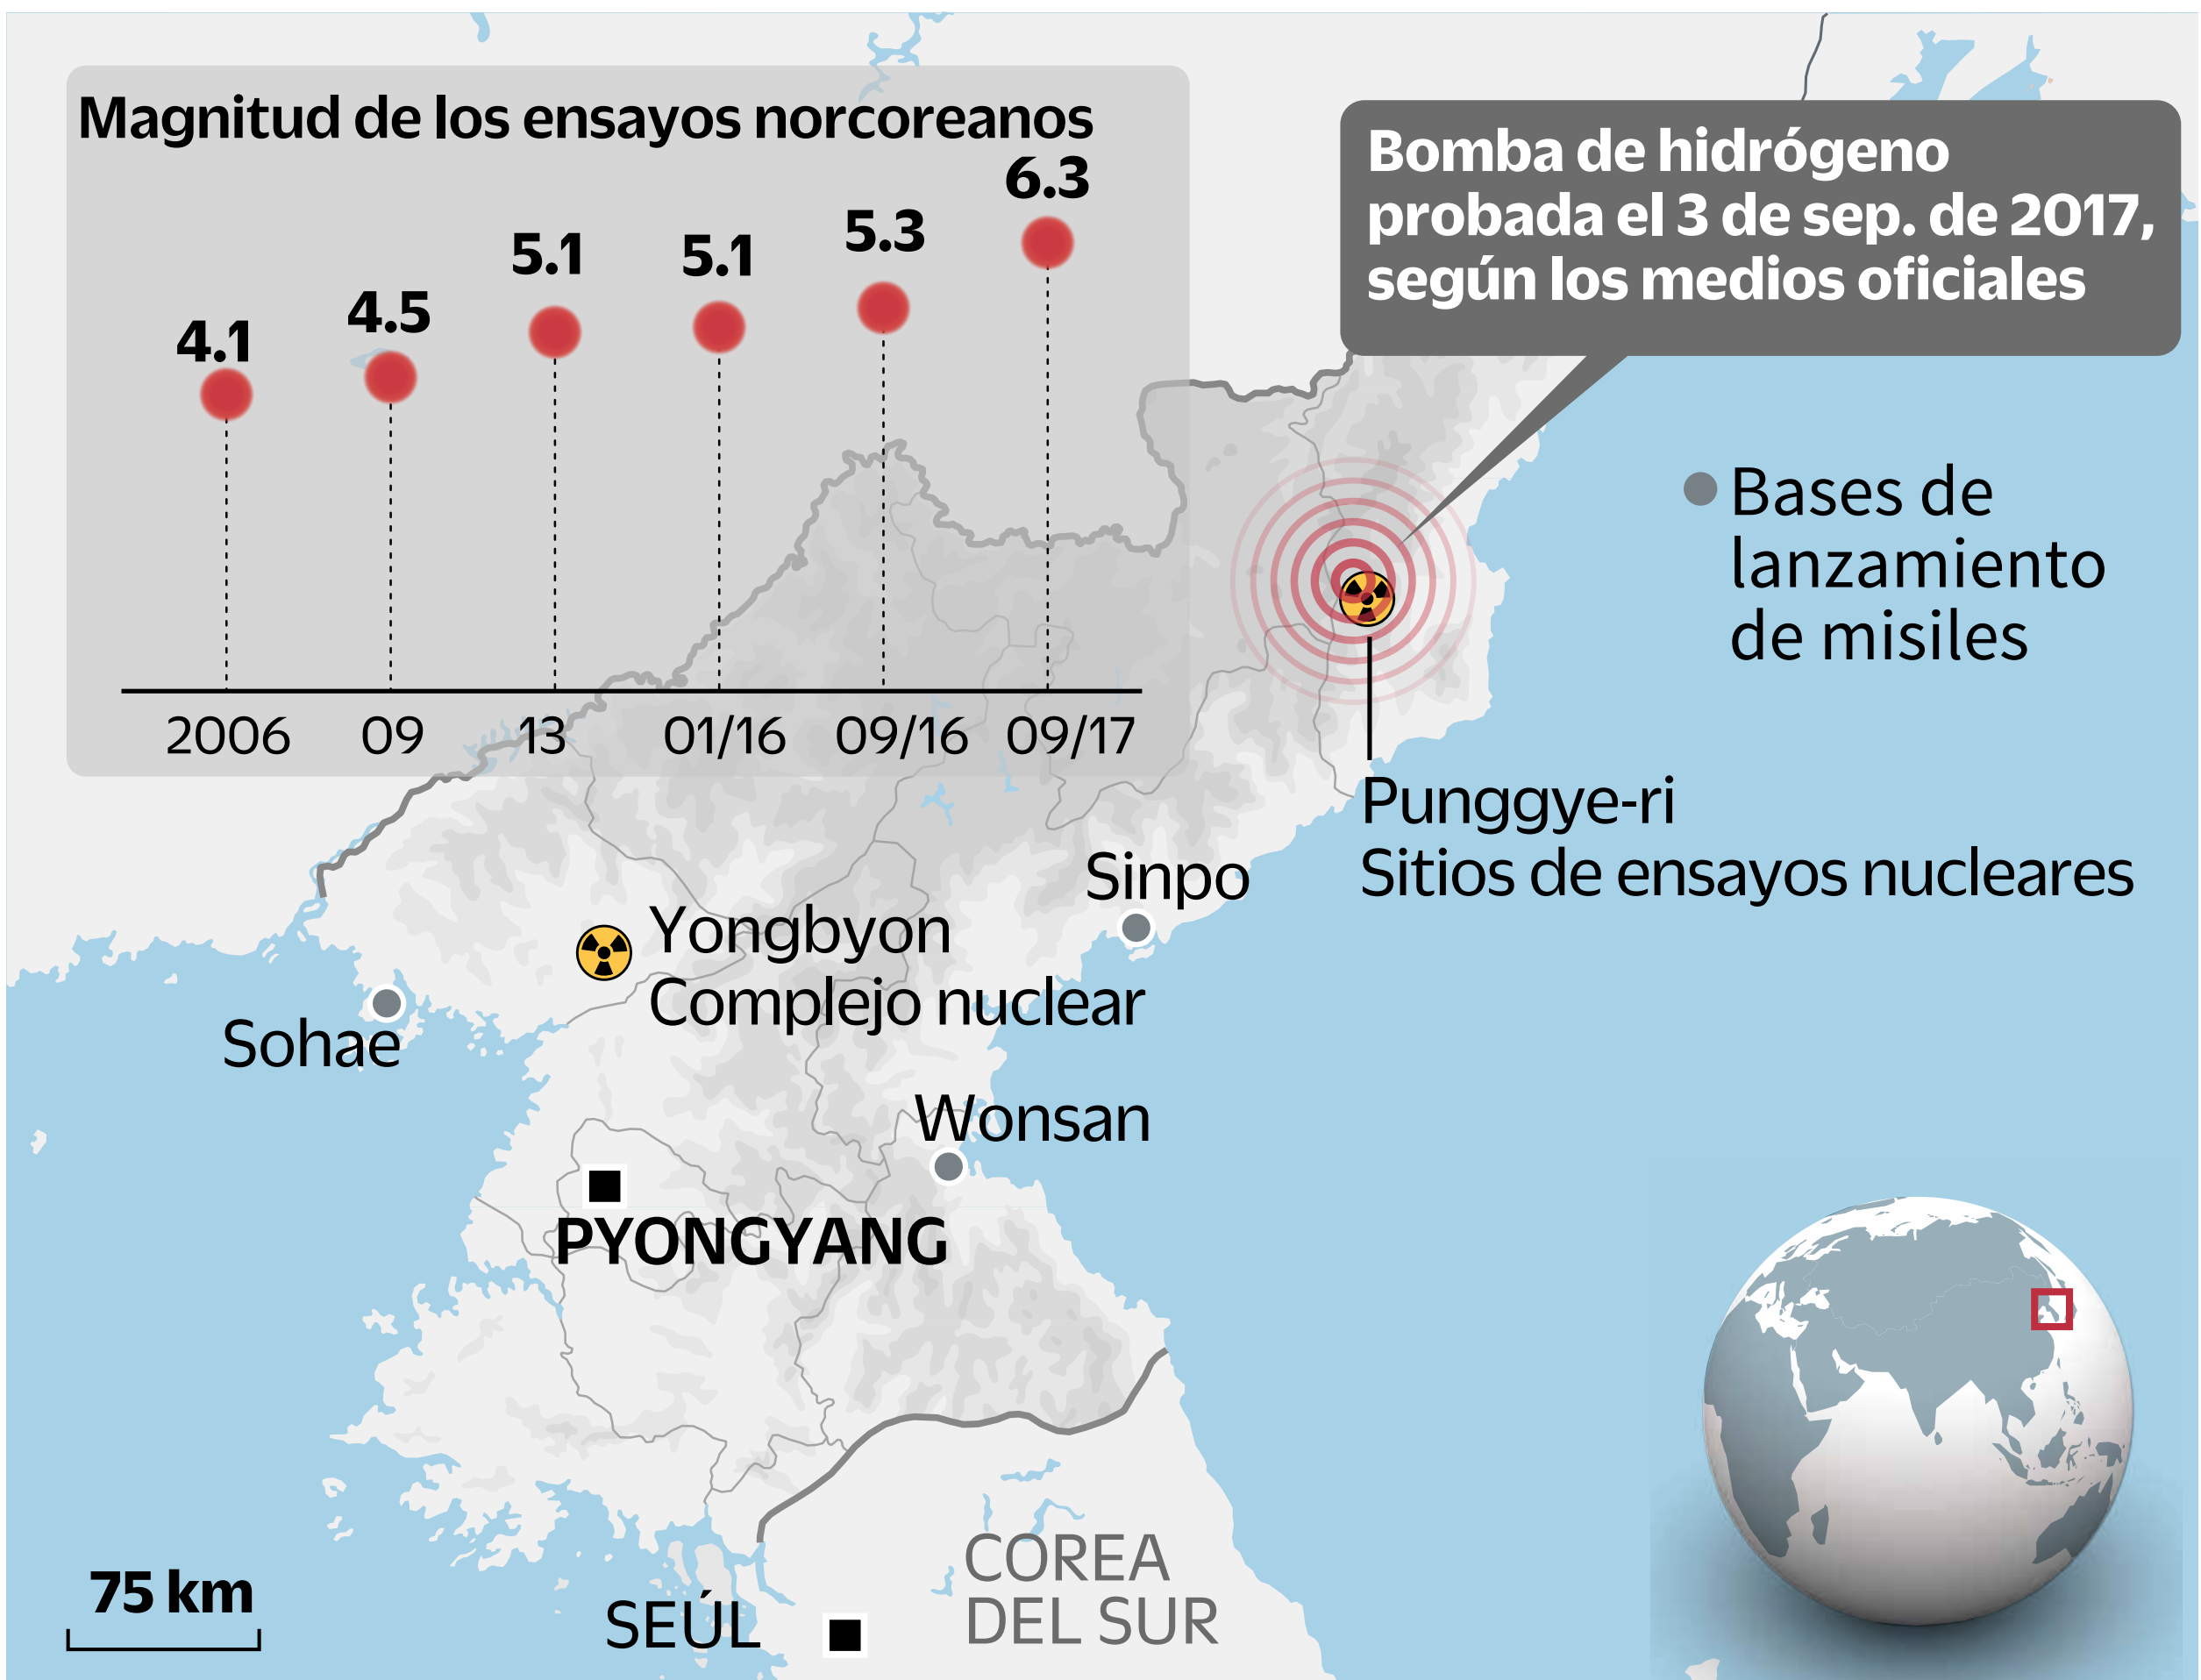 Magnitud de los ensayos norcoreanos
4.1
4.5
5.1
5.1
5.3
6.3
2006
09
13
01/16
09/16
09/17
Bomba de hidrógeno
probada el 3 de sep. de 2017,
según los medios oficiales
Bases de
lanzamiento
de misiles
Punggye-ri
Sitios de ensayos nucleares
Sinpo
Yongbyon
Complejo nuclear
Sohae
Wonsan
PYONGYANG
COREA
DEL SUR
SEÚL
75 km